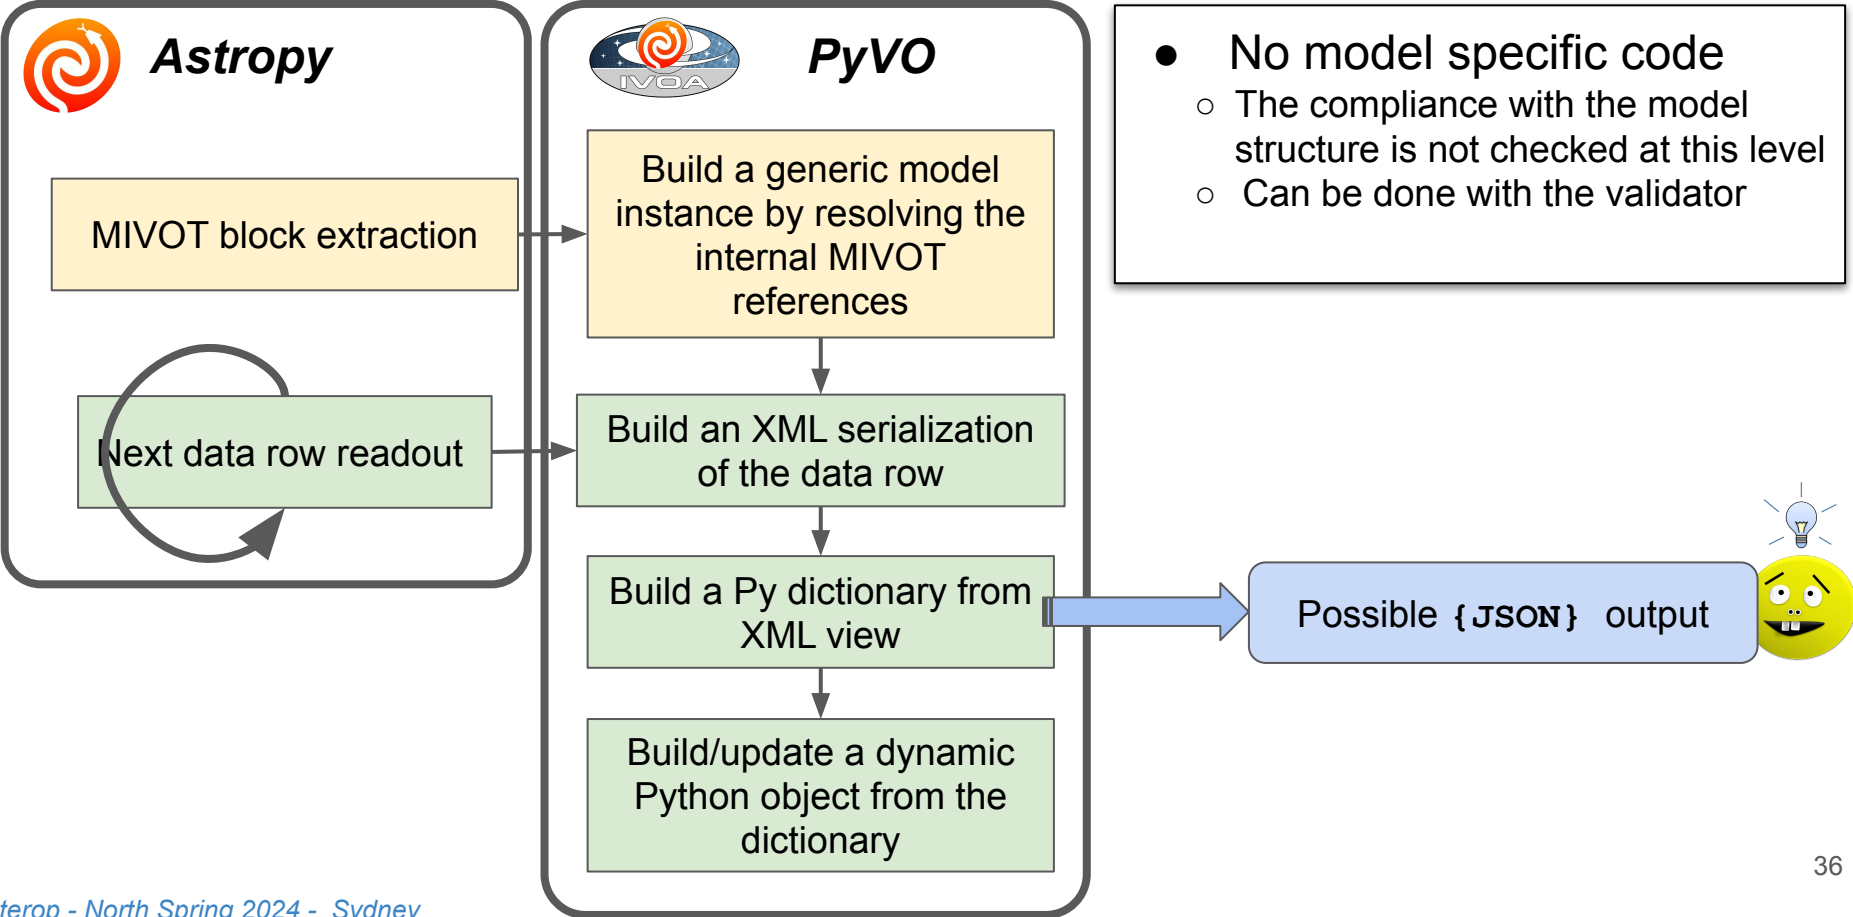 Astropy
MIVOT block extraction
Next data row readout
IVOA
PyVO
Build a generic model
instance by resolving the
internal MIVOT
references
Build an XML serialization
of the data row
Build a Py dictionary from
XML view
Build/update a dynamic
Python object from the
dictionary
● No model specific code
○ The compliance with the model
structure is not checked at this level
○ Can be done with the validator
Possible {JSON} output
36
terop - North Spring 2024 - Sydney